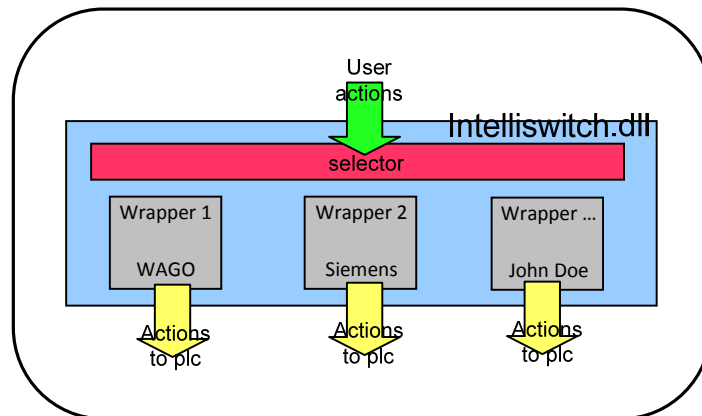 User
actions
Intelliswitch.dll
selector
Wrapper 1
WAGO
Wrapper 2
Siemens
Wrapper ...
John Doe
Actions
to plc
Actions
to plc
Actions
to plc